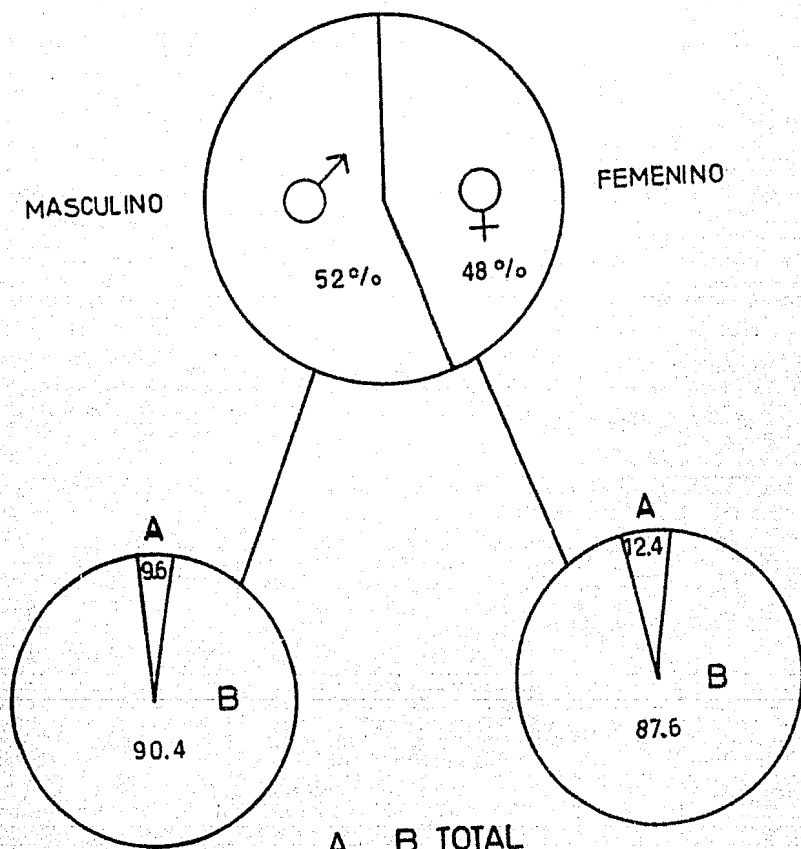 MASCULINO
FEMENINO
52%
48%
A
9.6
B
90.4
A
12.4
B
87.6
A B TOTAL